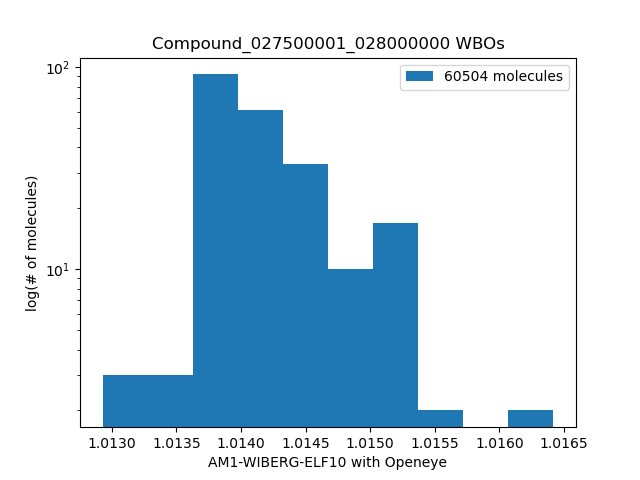 Compound_027500001_028000000 WBOs
60504 molecules
log(# of molecules)
10²
10¹
1.0130 1.0135 1.0140 1.0145 1.0150 1.0155 1.0160 1.0165
AM1-WIBERG-ELF10 with Openeye